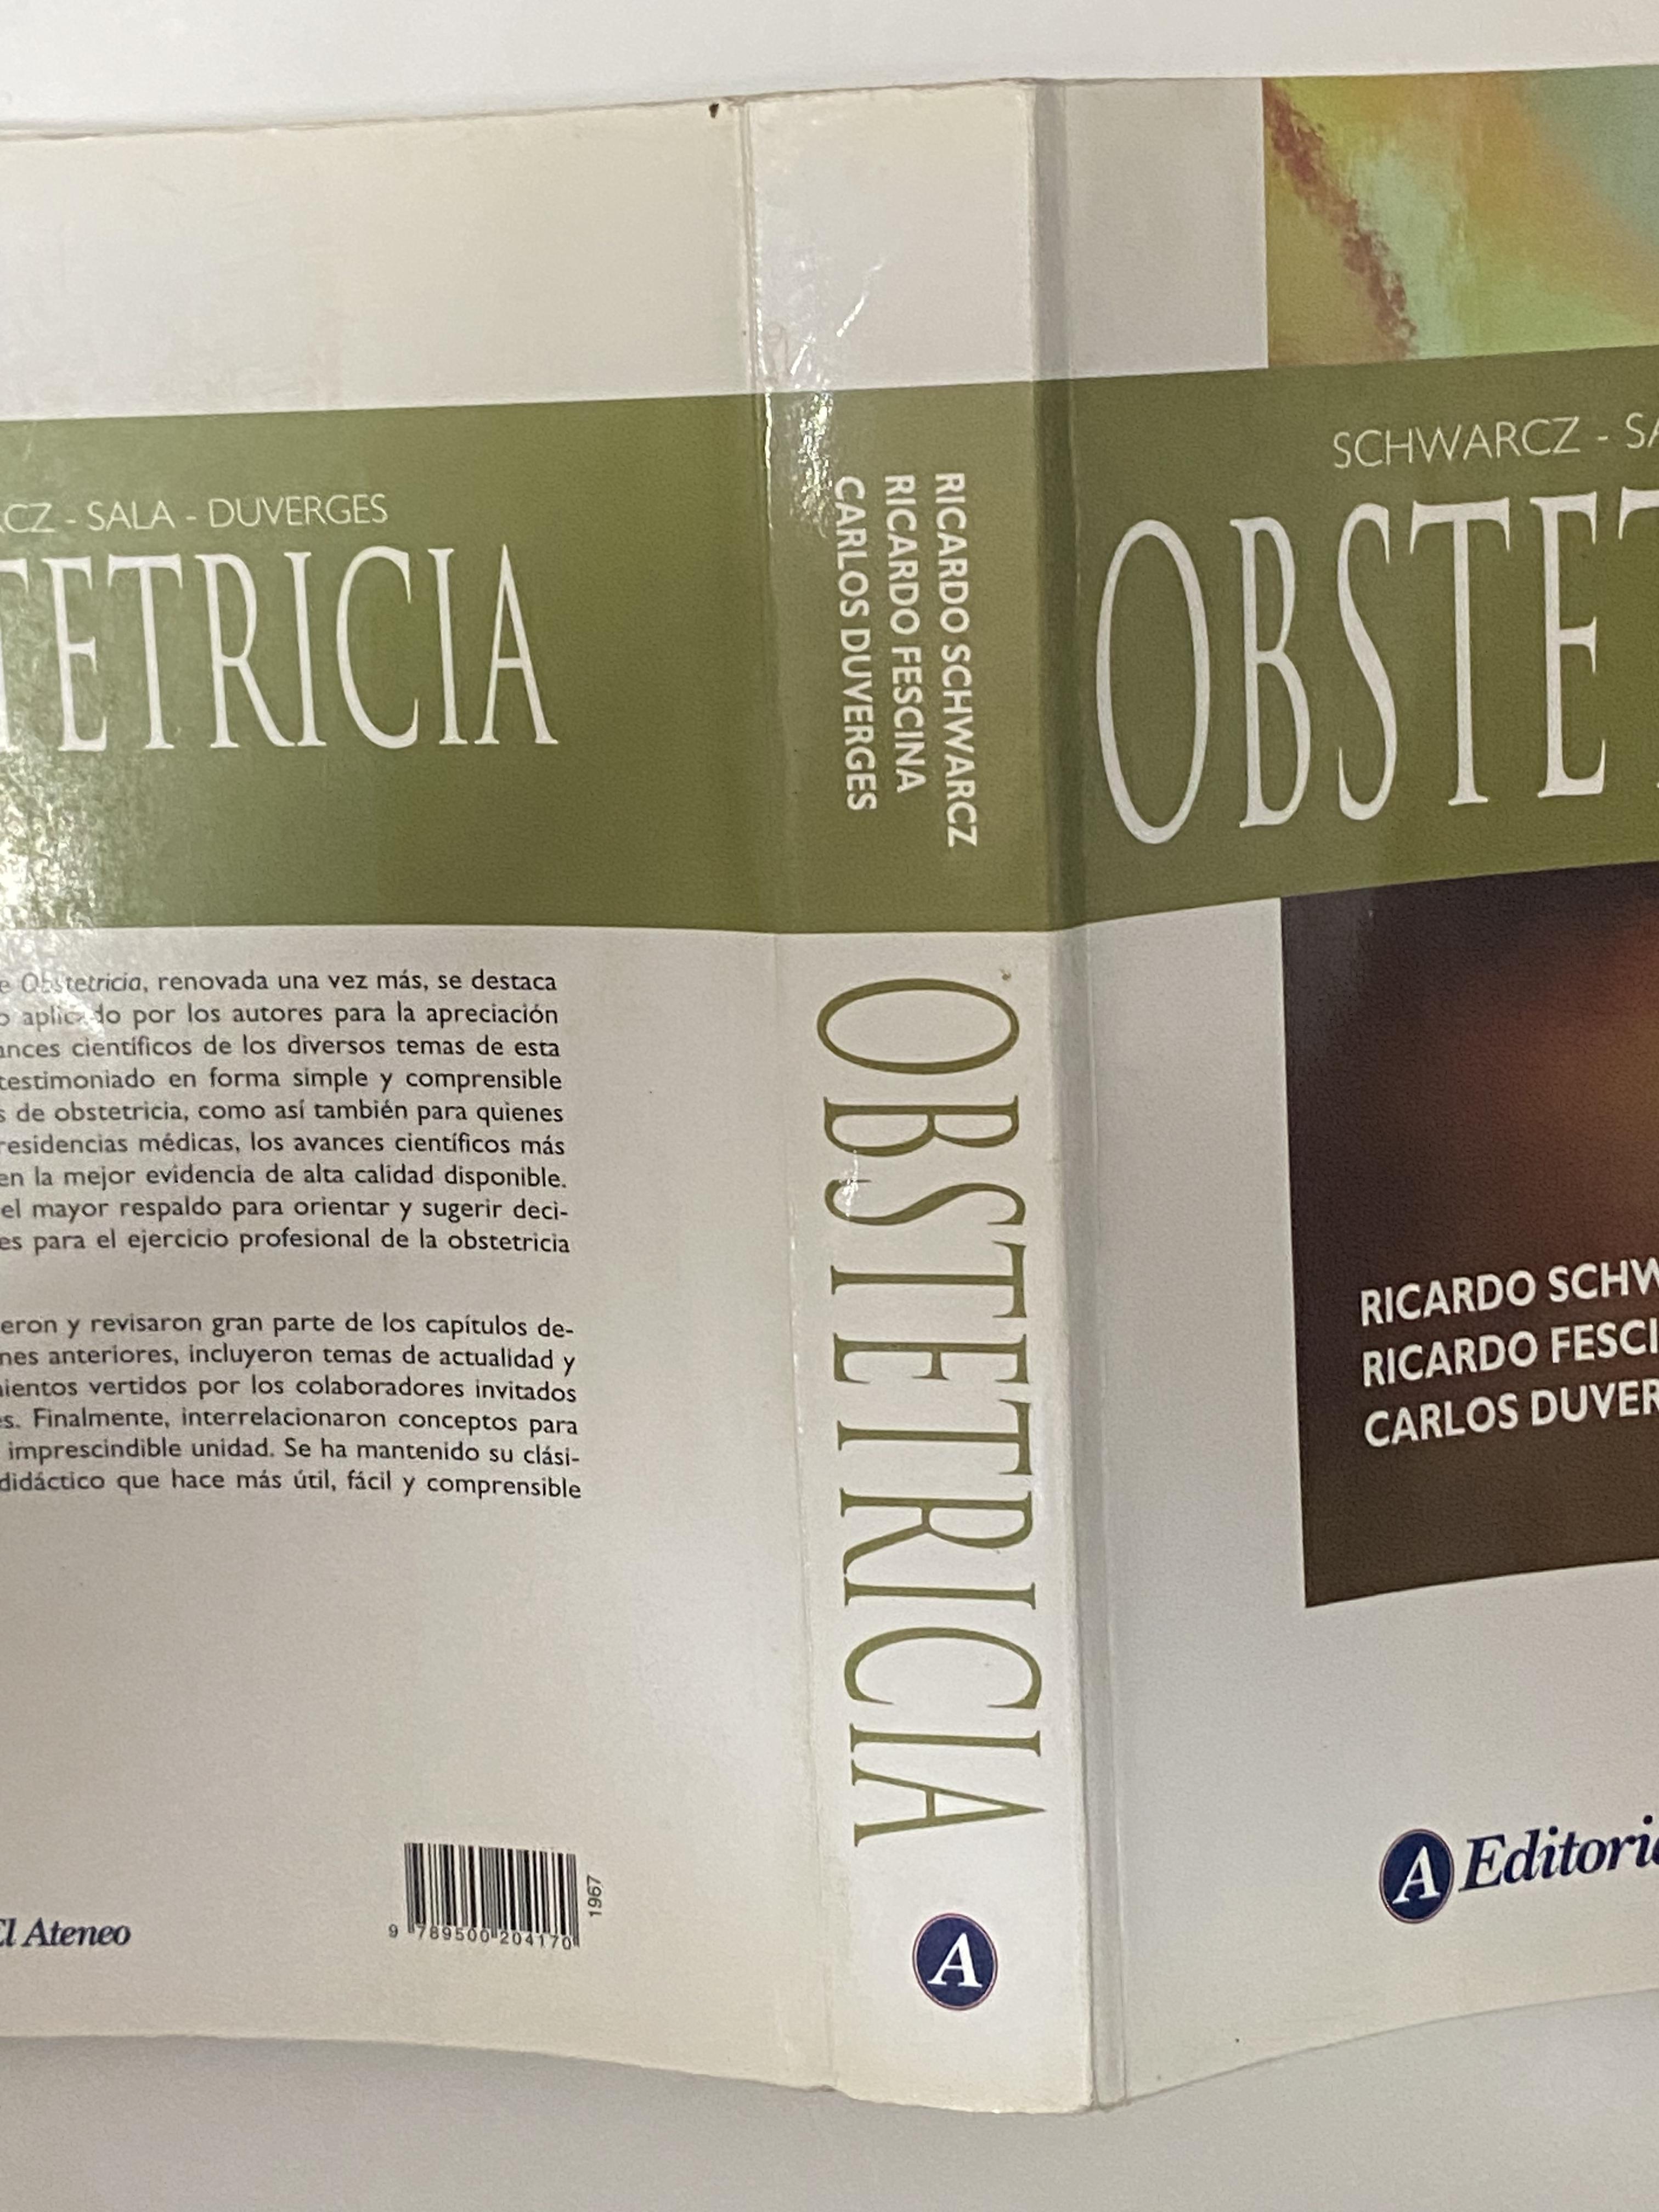 CZ - SALA - DUVERGES
TETRICIA
e Obstetricia, renovada una vez más, se destaca
o aplicado por los autores para la apreciación
ances científicos de los diversos temas de esta
testimoniado en forma simple y comprensible
s de obstetricia, como así también para quienes
residencias médicas, los avances científicos más
en la mejor evidencia de alta calidad disponible.
el mayor respaldo para orientar y sugerir deci-
es para el ejercicio profesional de la obstetricia
eron y revisaron gran parte de los capítulos de-
nes anteriores, incluyeron temas de actualidad y
ientos vertidos por los colaboradores invitados
s. Finalmente, interrelacionaron conceptos para
imprescindible unidad. Se ha mantenido su clási-
didáctico que hace más útil, fácil y comprensible
El Ateneo
9 789500 204170
1967
RICARDO SCHWARCZ
RICARDO FESCINA
CARLOS DUVERGES
OBSTETRICIA
A
SCHWARCZ - SA
OBSTET
RICARDO SCHW
RICARDO FESCI
CARLOS DUVER
A Editoria